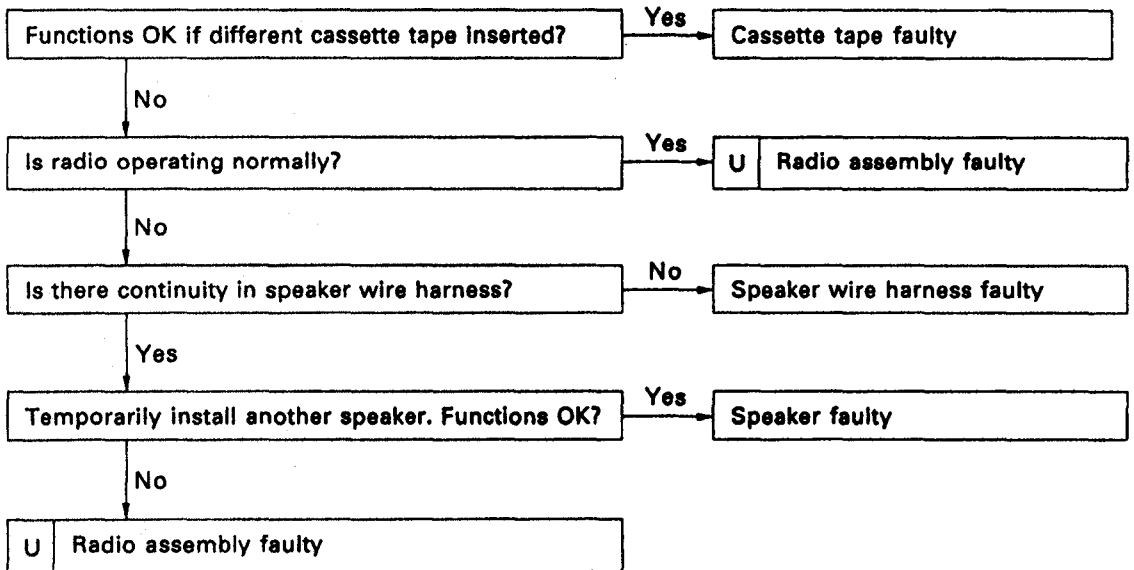 Functions OK if different cassette tape inserted?
Yes
Cassette tape faulty
No
Is radio operating normally?
Yes
U
Radio assembly faulty
No
Is there continuity in speaker wire harness?
No
Speaker wire harness faulty
Yes
Temporarily install another speaker. Functions OK?
Yes
Speaker faulty
No
U
Radio assembly faulty